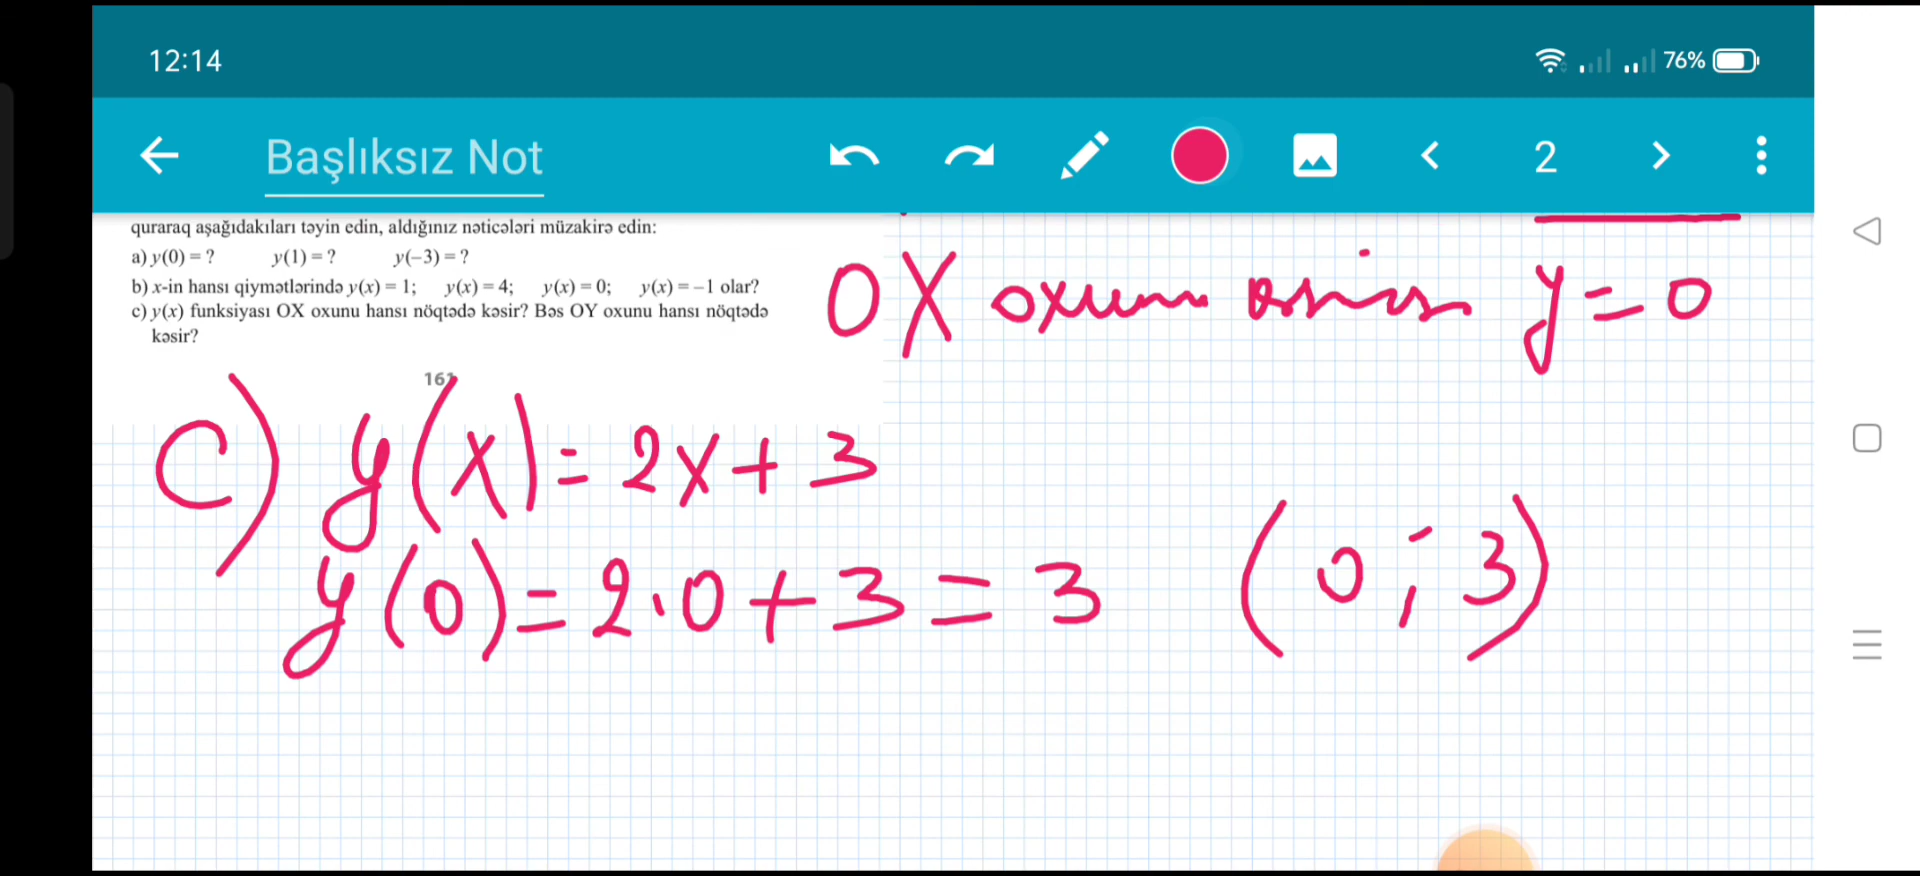 12:14
76%
Başlıksız Not
2
quraraq aşağıdakıları təyin edin, aldığınız nəticələri müzakirə edin:
a) y(0) = ? y(1) = ? y(–3) = ?
b) x-in hansı qiymətlərində y(x) = 1; y(x) = 4; y(x) = 0; y(x) = –1 olar?
c) y(x) funksiyası OX oxunu hansı nöqtədə kəsir? Bəs OY oxunu hansı nöqtədə
kəsir?
161
OX oxunu kəsirsə y=0
C) y(x)=2x+3
y(0)=2·0+3=3 (0;3)